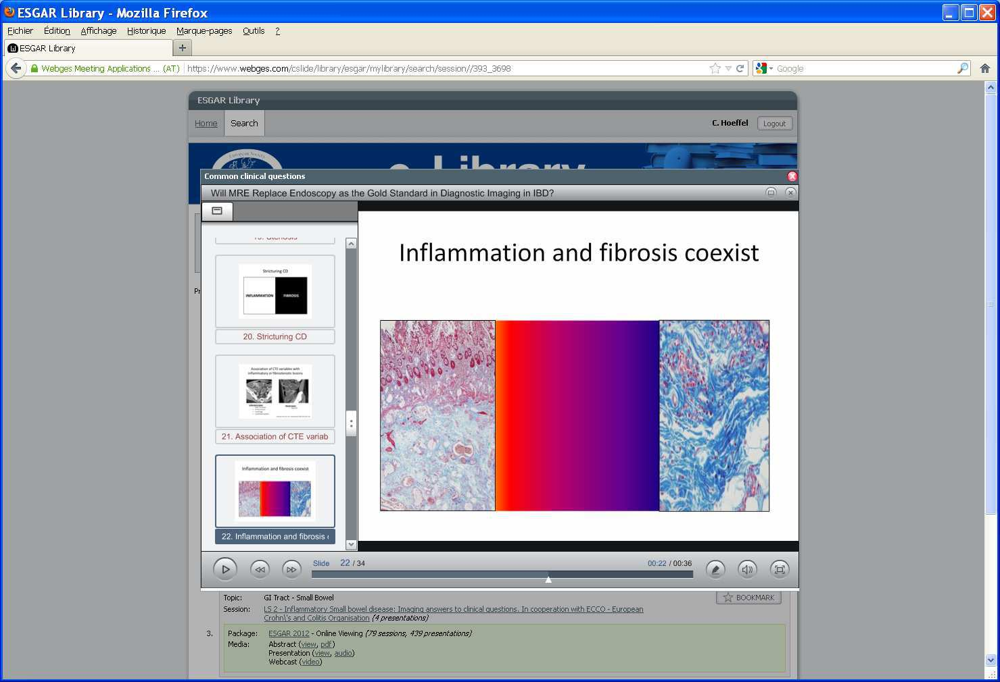 ESGAR Library - Mozilla Firefox
Fichier Édition Affichage Historique Marque-pages Outils ?
ESGAR Library
Webges Meeting Applications ... (AT) https://www.webges.com/cslide/library/esgar/mylibrary/search/session//393_3698 Google
ESGAR Library
Home Search C. Hoeffel Logout
European Society
Common clinical questions
Will MRE Replace Endoscopy as the Gold Standard in Diagnostic Imaging in IBD?
Inflammation and fibrosis coexist
Stricturing CD
INFLAMMATION FIBROSIS
20. Stricturing CD
Association of CTE variables with
inflammatory or fibrostenotic lesions
21. Association of CTE variab
Inflammation and fibrosis coexist
22. Inflammation and fibrosis
Slide 22 / 34 00:22 / 00:36
Topic: GI Tract - Small Bowel BOOKMARK
Session: LS 2 - Inflammatory Small bowel disease: Imaging answers to clinical questions. In cooperation with ECCO - European
Crohn\'s and Colitis Organisation (4 presentations)
3. Package: ESGAR 2012 - Online Viewing (79 sessions, 439 presentations)
Media: Abstract (view, pdf)
Presentation (view, audio)
Webcast (video)